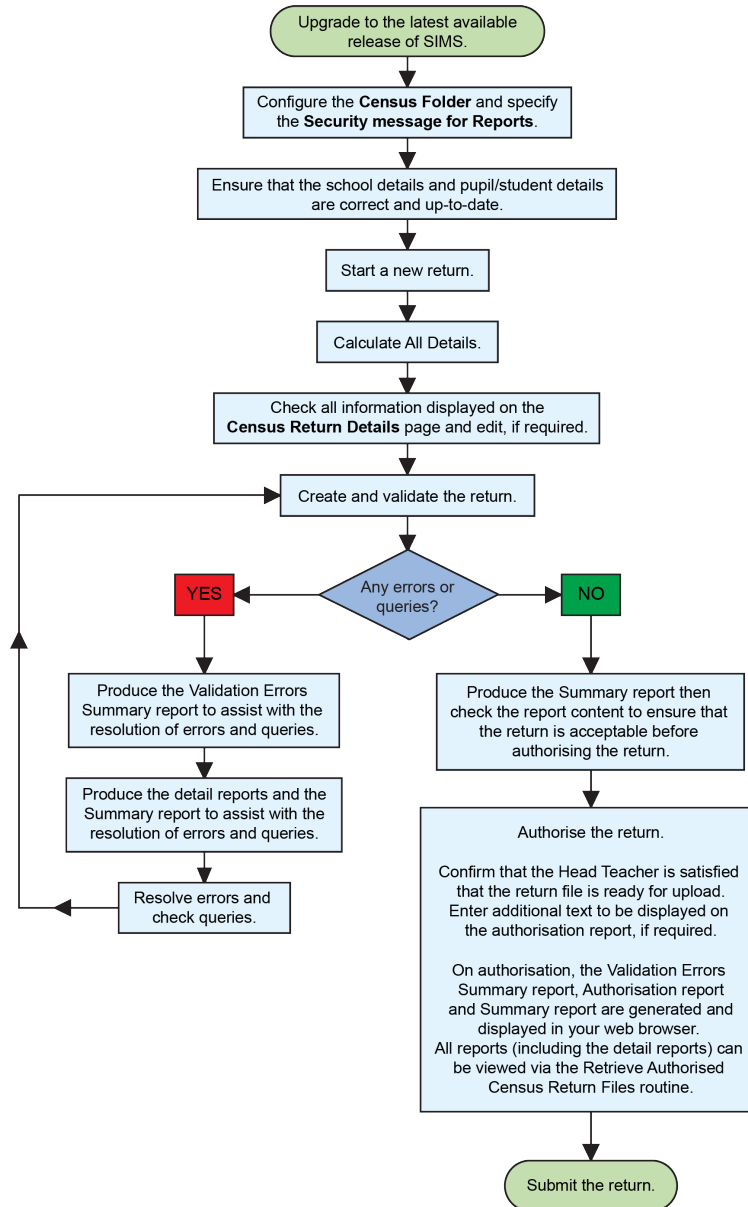 Upgrade to the latest available
release of SIMS.
Configure the Census Folder and specify
the Security message for Reports.
Ensure that the school details and pupil/student details
are correct and up-to-date.
Start a new return.
Calculate All Details.
Check all information displayed on the
Census Return Details page and edit, if required.
Create and validate the return.
Any errors or
queries?
YES
NO
Produce the Validation Errors
Summary report to assist with the
resolution of errors and queries.
Produce the detail reports and the
Summary report to assist with the
resolution of errors and queries.
Resolve errors and
check queries.
Produce the Summary report then
check the report content to ensure that
the return is acceptable before
authorising the return.
Authorise the return.
Confirm that the Head Teacher is satisfied
that the return file is ready for upload.
Enter additional text to be displayed on
the authorisation report, if required.
On authorisation, the Validation Errors
Summary report, Authorisation report
and Summary report are generated and
displayed in your web browser.
All reports (including the detail reports) can
be viewed via the Retrieve Authorised
Census Return Files routine.
Submit the return.